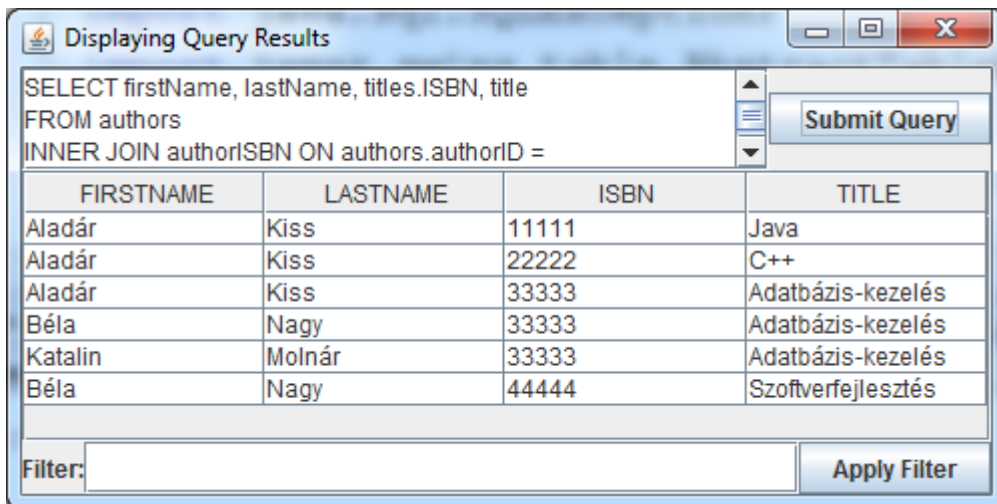 Displaying Query Results
SELECT firstName, lastName, titles.ISBN, title
FROM authors
INNER JOIN authorISBN ON authors.authorID =
Submit Query
FIRSTNAME LASTNAME ISBN TITLE
Aladár Kiss 11111 Java
Aladár Kiss 22222 C++
Aladár Kiss 33333 Adatbázis-kezelés
Béla Nagy 33333 Adatbázis-kezelés
Katalin Molnár 33333 Adatbázis-kezelés
Béla Nagy 44444 Szoftverfejlesztés
Filter: Apply Filter